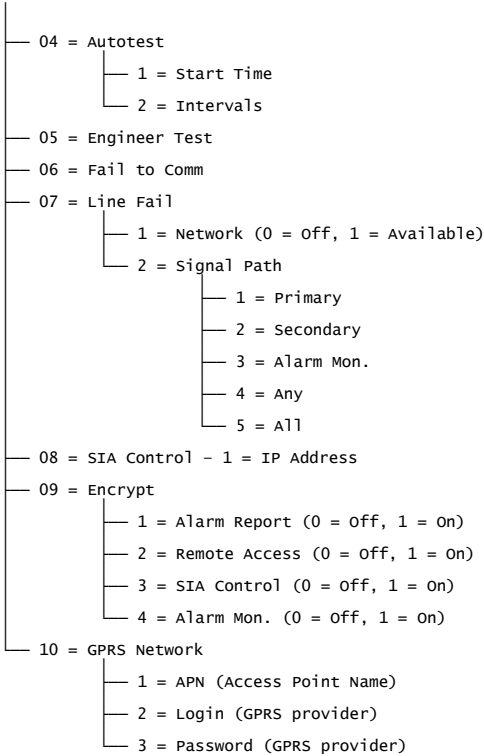 04 = Autotest
1 = Start Time
2 = Intervals
05 = Engineer Test
06 = Fail to Comm
07 = Line Fail
1 = Network (0 = Off, 1 = Available)
2 = Signal Path
1 = Primary
2 = Secondary
3 = Alarm Mon.
4 = Any
5 = All
08 = SIA Control – 1 = IP Address
09 = Encrypt
1 = Alarm Report (0 = Off, 1 = On)
2 = Remote Access (0 = Off, 1 = On)
3 = SIA Control (0 = Off, 1 = On)
4 = Alarm Mon. (0 = Off, 1 = On)
10 = GPRS Network
1 = APN (Access Point Name)
2 = Login (GPRS provider)
3 = Password (GPRS provider)